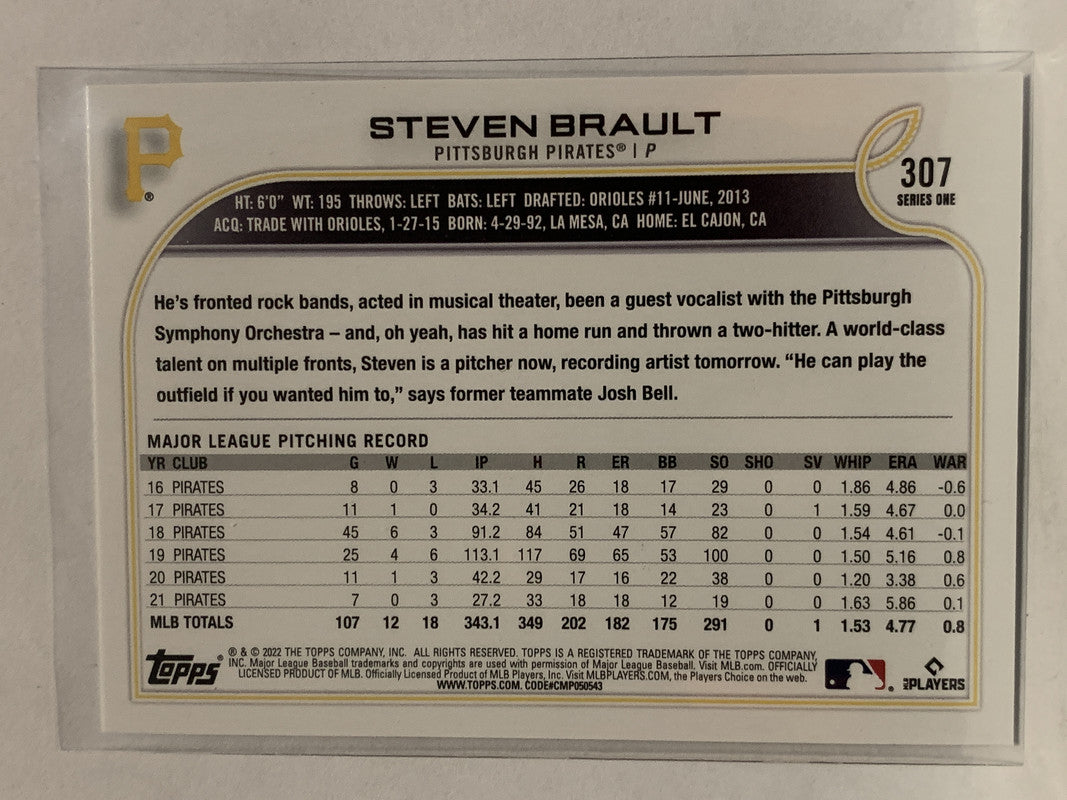 P®
STEVEN BRAULT
PITTSBURGH PIRATES® | P
307
SERIES ONE
HT: 6'0" WT: 195 THROWS: LEFT BATS: LEFT DRAFTED: ORIOLES #11-JUNE, 2013
ACQ: TRADE WITH ORIOLES, 1-27-15 BORN: 4-29-92, LA MESA, CA HOME: EL CAJON, CA
He's fronted rock bands, acted in musical theater, been a guest vocalist with the Pittsburgh
Symphony Orchestra – and, oh yeah, has hit a home run and thrown a two-hitter. A world-class
talent on multiple fronts, Steven is a pitcher now, recording artist tomorrow. “He can play the
outfield if you wanted him to,” says former teammate Josh Bell.
MAJOR LEAGUE PITCHING RECORD
YR CLUB G W L IP H R ER BB SO SHO SV WHIP ERA WAR
16 PIRATES 8 0 3 33.1 45 26 18 17 29 0 0 1.86 4.86 -0.6
17 PIRATES 11 1 0 34.2 41 21 18 14 23 0 1 1.59 4.67 0.0
18 PIRATES 45 6 3 91.2 84 51 47 57 82 0 0 1.54 4.61 -0.1
19 PIRATES 25 4 6 113.1 117 69 65 53 100 0 0 1.50 5.16 0.8
20 PIRATES 11 1 3 42.2 29 17 16 22 38 0 0 1.20 3.38 0.6
21 PIRATES 7 0 3 27.2 33 18 18 12 19 0 0 1.63 5.86 0.1
MLB TOTALS 107 12 18 343.1 349 202 182 175 291 0 1 1.53 4.77 0.8
topps®
® & © 2022 THE TOPPS COMPANY, INC. ALL RIGHTS RESERVED. TOPPS IS A REGISTERED TRADEMARK OF THE TOPPS COMPANY,
INC. Major League Baseball trademarks and copyrights are used with permission of Major League Baseball. Visit MLB.com. OFFICIALLY
LICENSED PRODUCT OF MLB. Officially Licensed Product of MLB Players, Inc. Visit MLBPLAYERS.COM, the Players Choice on the web.
WWW.TOPPS.COM. CODE#CMP050543
MLB PLAYERS